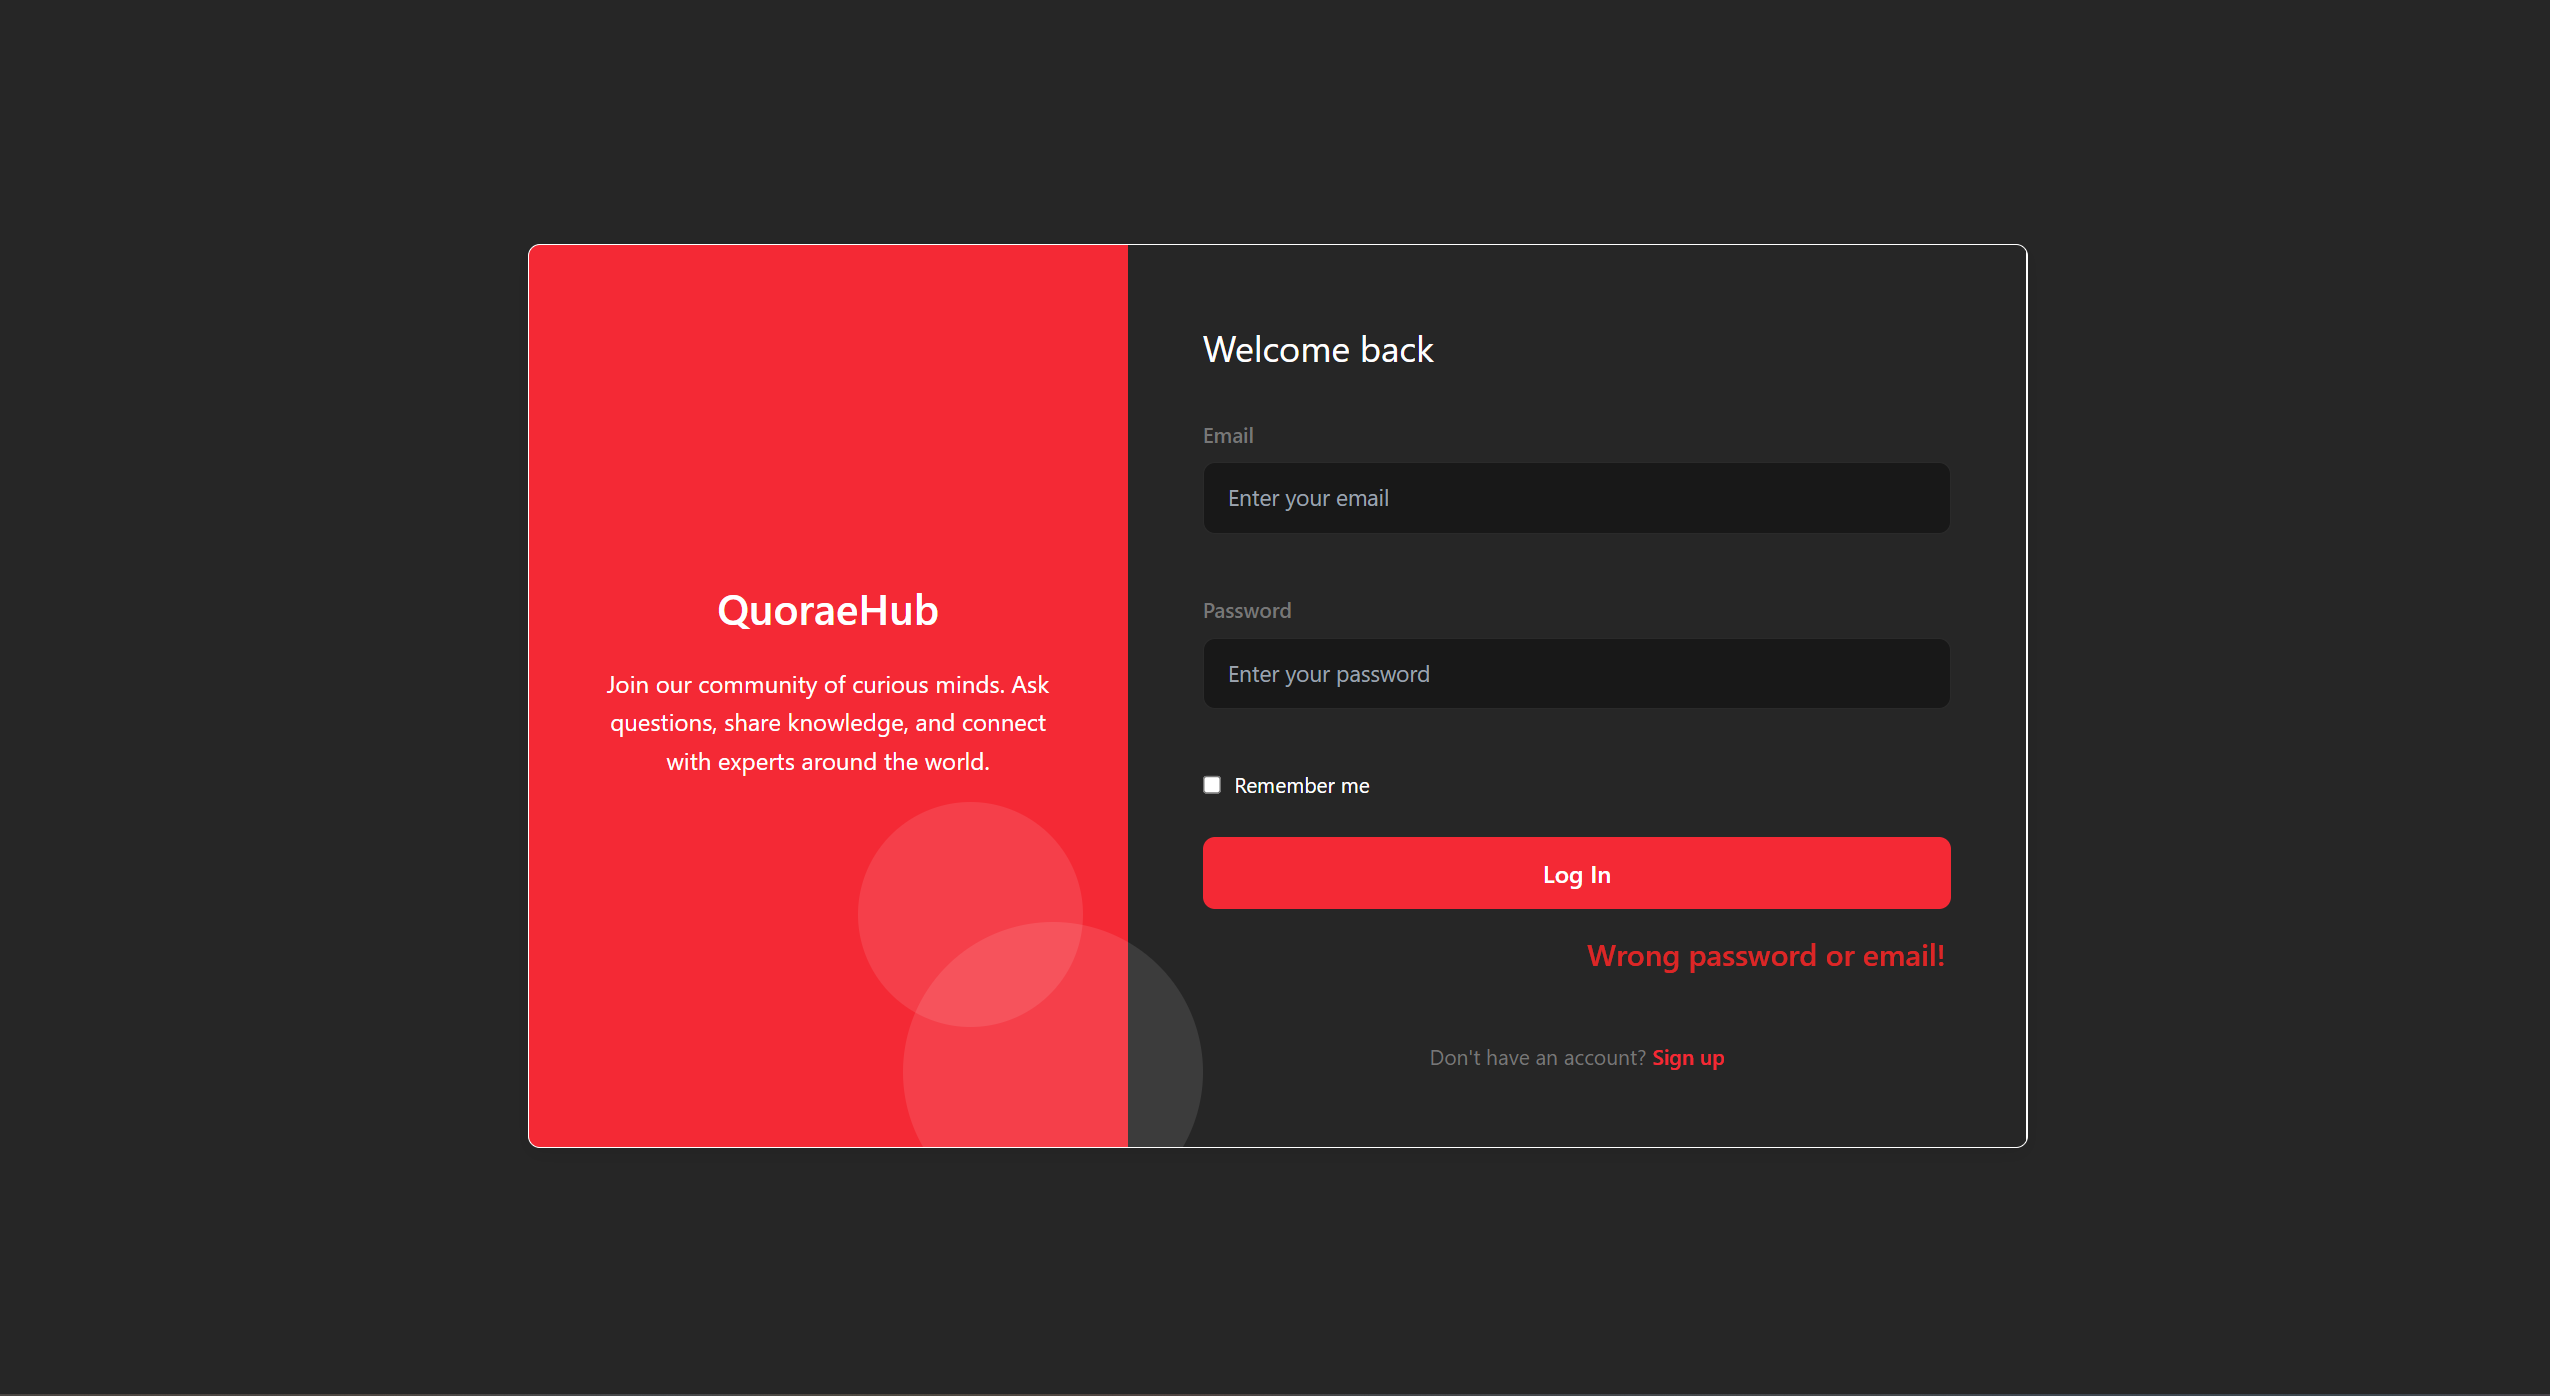 QuoraeHub
Join our community of curious minds. Ask
questions, share knowledge, and connect
with experts around the world.
Welcome back
Email
Enter your email
Password
Enter your password
Remember me
Log In
Wrong password or email!
Don't have an account? Sign up